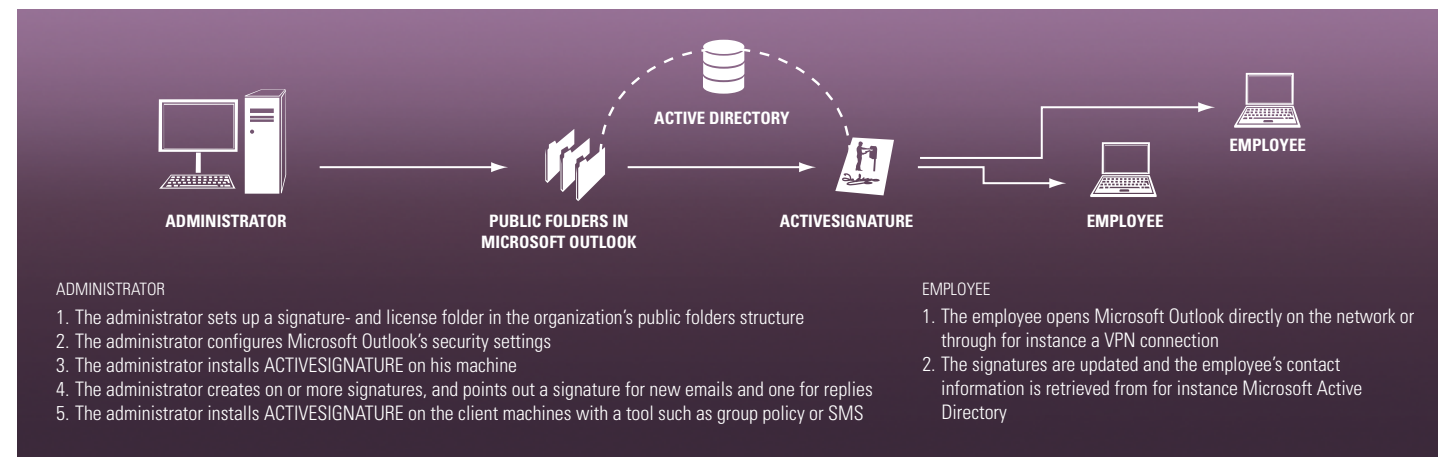 ACTIVE DIRECTORY
EMPLOYEE
ADMINISTRATOR
PUBLIC FOLDERS IN
MICROSOFT OUTLOOK
ACTIVESIGNATURE
EMPLOYEE
ADMINISTRATOR
1. The administrator sets up a signature- and license folder in the organization's public folders structure
2. The administrator configures Microsoft Outlook's security settings
3. The administrator installs ACTIVESIGNATURE on his machine
4. The administrator creates on or more signatures, and points out a signature for new emails and one for replies
5. The administrator installs ACTIVESIGNATURE on the client machines with a tool such as group policy or SMS
EMPLOYEE
1. The employee opens Microsoft Outlook directly on the network or
through for instance a VPN connection
2. The signatures are updated and the employee's contact
information is retrieved from for instance Microsoft Active
Directory